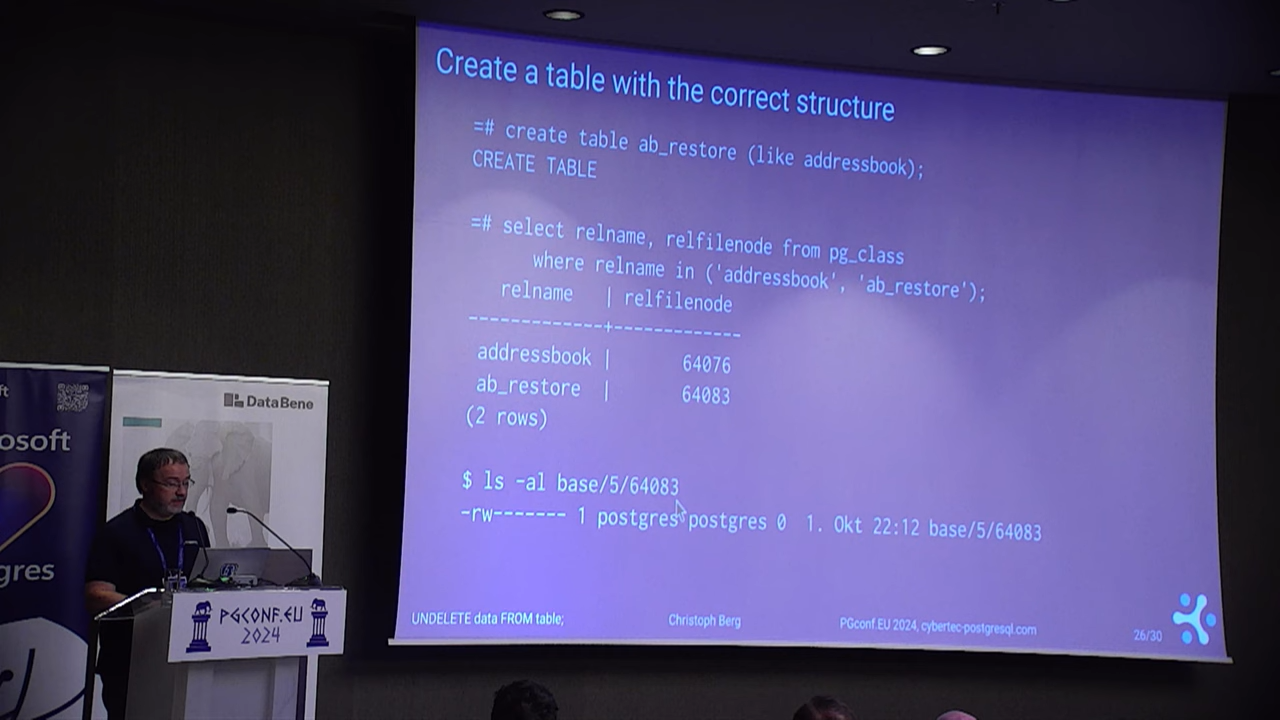 Create a table with the correct structure
=# create table ab_restore (like addressbook);
CREATE TABLE
=# select relname, relfilenode from pg_class
where relname in ('addressbook', 'ab_restore');
relname | relfilenode
-------------+-------------
addressbook | 64076
ab_restore | 64083
(2 rows)
$ ls -al base/5/64083
-rw------- 1 postgres postgres 0 1. Okt 22:12 base/5/64083
UNDELETE data FROM table;
Christoph Berg
PGconf.EU 2024, cybertec-postgresql.com
26/30
DataBene
osoft
gres
PGCONF.EU
2024